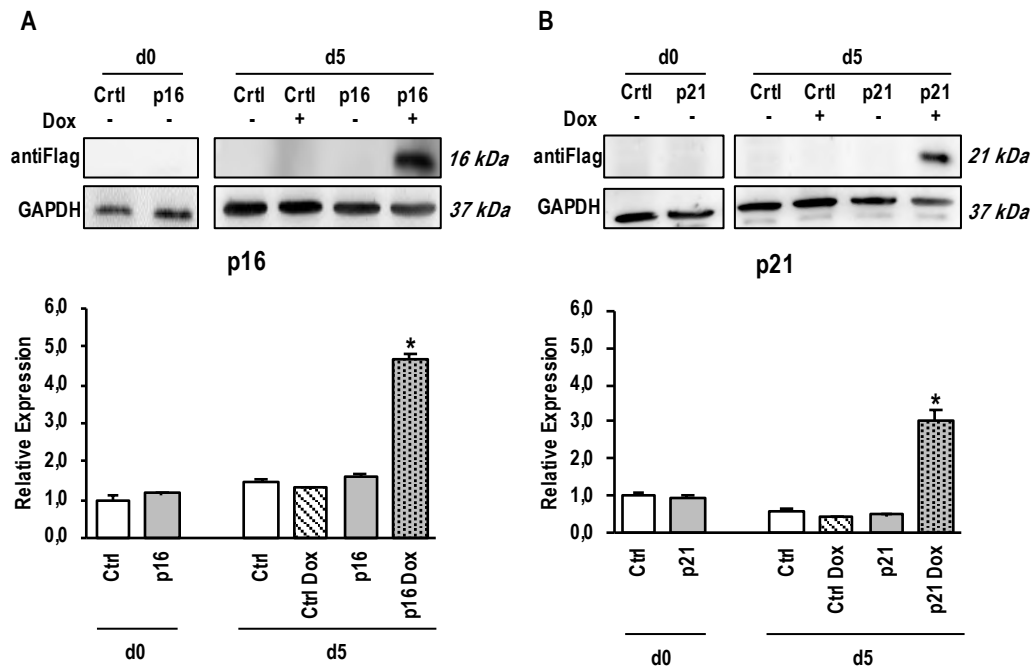 A
d0 d5
Crtl p16 Crtl Crtl p16 p16
Dox - - - + - +
antiFlag 16 kDa
GAPDH 37 kDa
p16
Relative Expression
6,0
5,0
4,0
3,0
2,0
1,0
0,0
*
Ctrl p16 Ctrl Ctrl Dox p16 p16 Dox
d0 d5
B
d0 d5
Crtl p21 Crtl Crtl p21 p21
Dox - - - + - +
antiFlag 21 kDa
GAPDH 37 kDa
p21
Relative Expression
6,0
5,0
4,0
3,0
2,0
1,0
0,0
*
Ctrl p21 Ctrl Ctrl Dox p21 p21 Dox
d0 d5